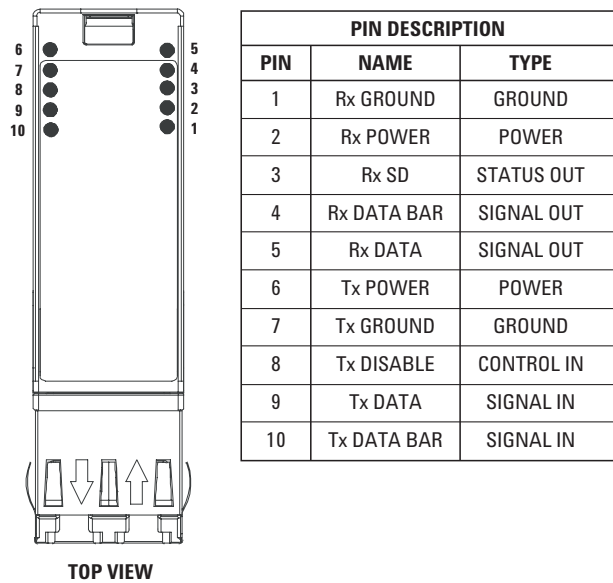 6 5
7 4
8 3
9 2
10 1
TOP VIEW
PIN DESCRIPTION
PIN NAME TYPE
1 Rx GROUND GROUND
2 Rx POWER POWER
3 Rx SD STATUS OUT
4 Rx DATA BAR SIGNAL OUT
5 Rx DATA SIGNAL OUT
6 Tx POWER POWER
7 Tx GROUND GROUND
8 Tx DISABLE CONTROL IN
9 Tx DATA SIGNAL IN
10 Tx DATA BAR SIGNAL IN